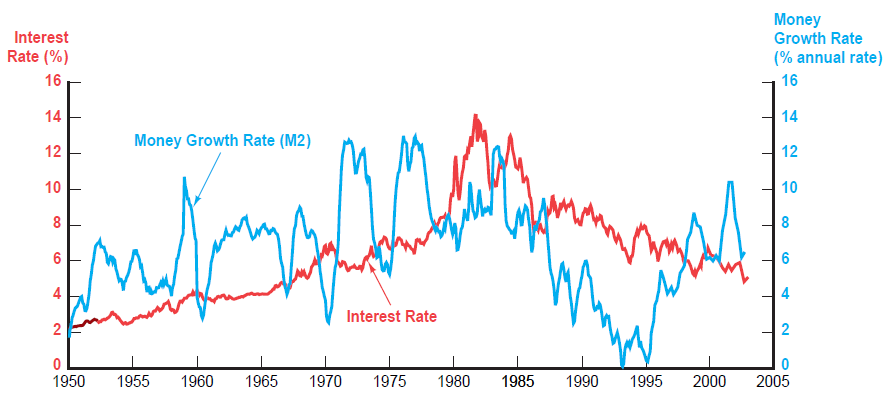 Interest
Rate (%)
Money
Growth Rate
(% annual rate)
16
14
12
10
8
6
4
2
0
Money Growth Rate (M2)
Interest Rate
16
14
12
10
8
6
4
2
0
1950 1955 1960 1965 1970 1975 1980 1985 1990 1995 2000 2005